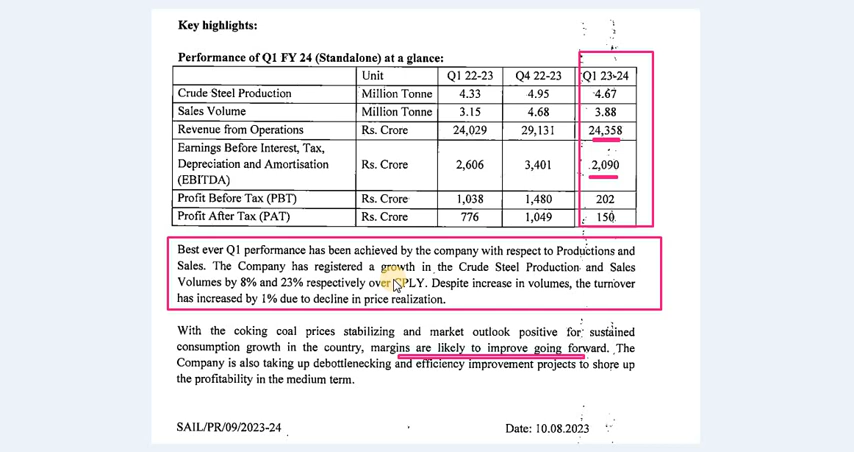 Key highlights:
Performance of Q1 FY 24 (Standalone) at a glance:
Unit Q1 22-23 Q4 22-23 Q1 23-24
Crude Steel Production Million Tonne 4.33 4.95 4.67
Sales Volume Million Tonne 3.15 4.68 3.88
Revenue from Operations Rs. Crore 24,029 29,131 24,358
Earnings Before Interest, Tax,
Depreciation and Amortisation Rs. Crore 2,606 3,401 2,090
(EBITDA)
Profit Before Tax (PBT) Rs. Crore 1,038 1,480 202
Profit After Tax (PAT) Rs. Crore 776 1,049 150
Best ever Q1 performance has been achieved by the company with respect to Productions and
Sales. The Company has registered a growth in the Crude Steel Production and Sales
Volumes by 8% and 23% respectively over CPLY. Despite increase in volumes, the turnover
has increased by 1% due to decline in price realization.
With the coking coal prices stabilizing and market outlook positive for sustained
consumption growth in the country, margins are likely to improve going forward. The
Company is also taking up debottlenecking and efficiency improvement projects to shore up
the profitability in the medium term.
SAIL/PR/09/2023-24 Date: 10.08.2023